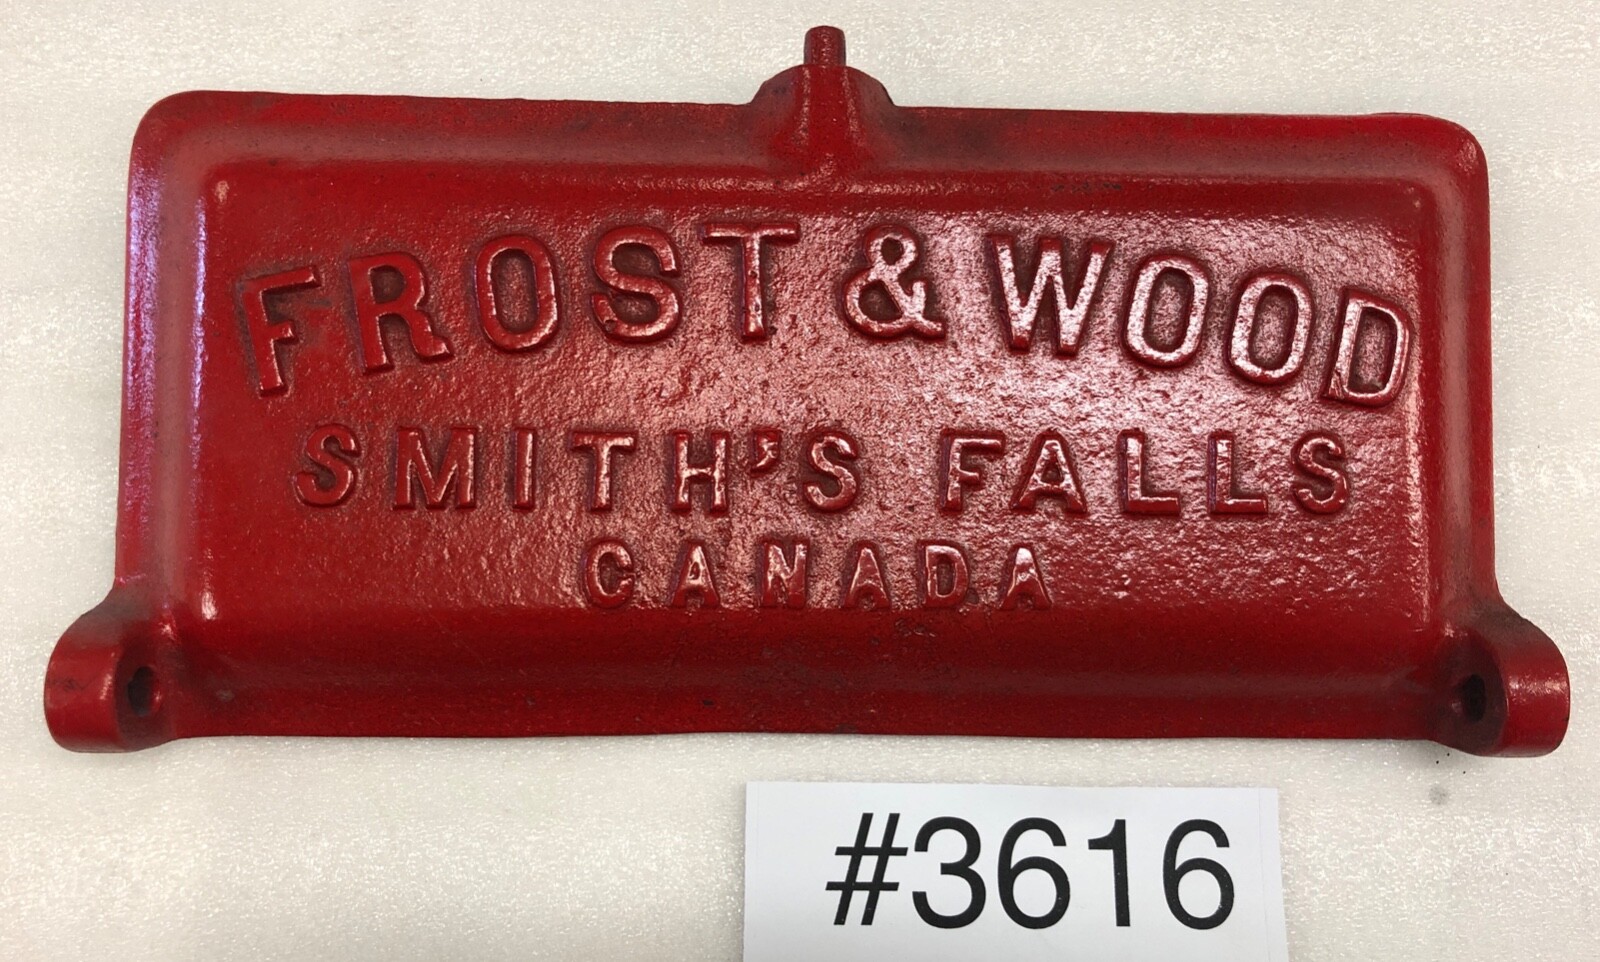 FROST & WOOD
SMITH'S FALLS
CANADA
#3616